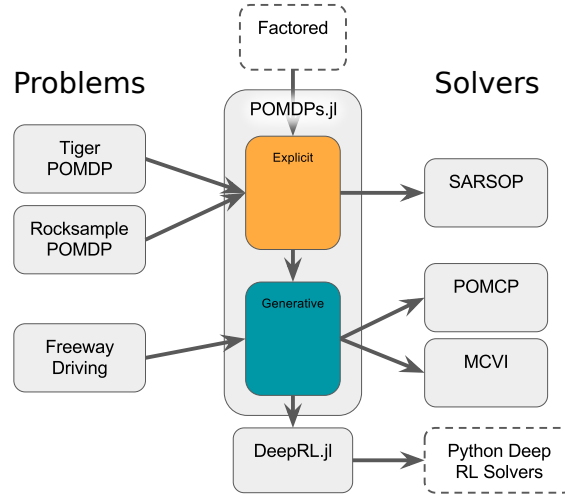 Factored
Problems
Solvers
POMDPs.jl
Explicit
Tiger
POMDP
SARSOP
Rocksample
POMDP
Generative
POMCP
Freeway
Driving
MCVI
DeepRL.jl
Python Deep
RL Solvers